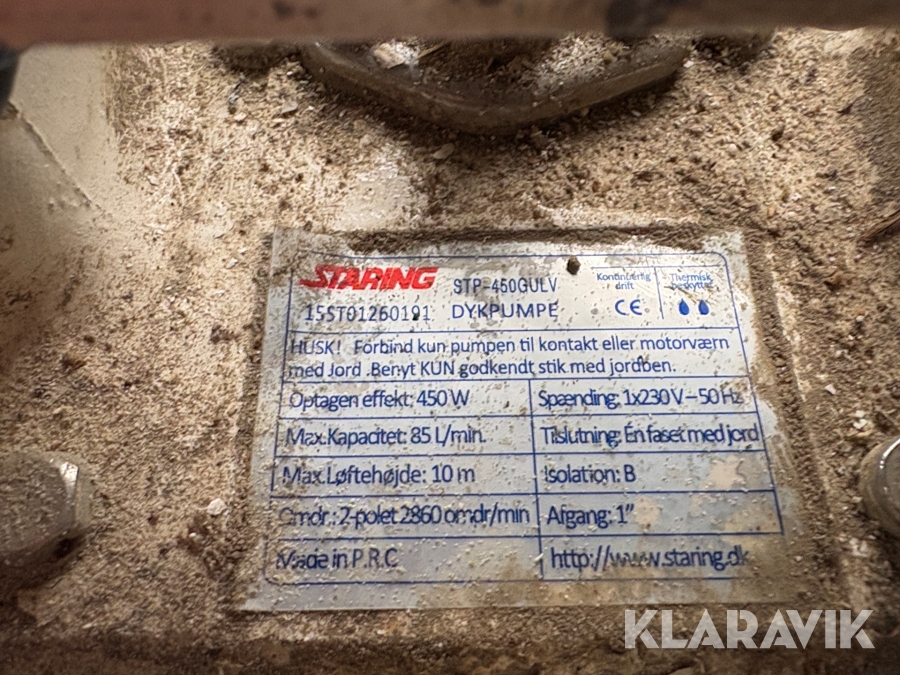 STARING
STP-450GULV
Kontinuerlig
drift
Termisk
beskyttet
15ST01260191
DYKPUMPE
CE
HUSK! Forbind kun pumpen til kontakt eller motorværn
med Jord .Benyt KUN godkendt stik med jordben.
Optagen effekt: 450 W
Spænding: 1x230 V – 50 Hz
Max.Kapacitet: 85 L/min.
Tilslutning: En faset med jord
Max.Løftehøjde: 10 m
Isolation: B
Omdr.: 2-polet 2860 omdr/min
Afgang: 1”
Made in P.R.C
http://www.staring.dk
KLARAVIK